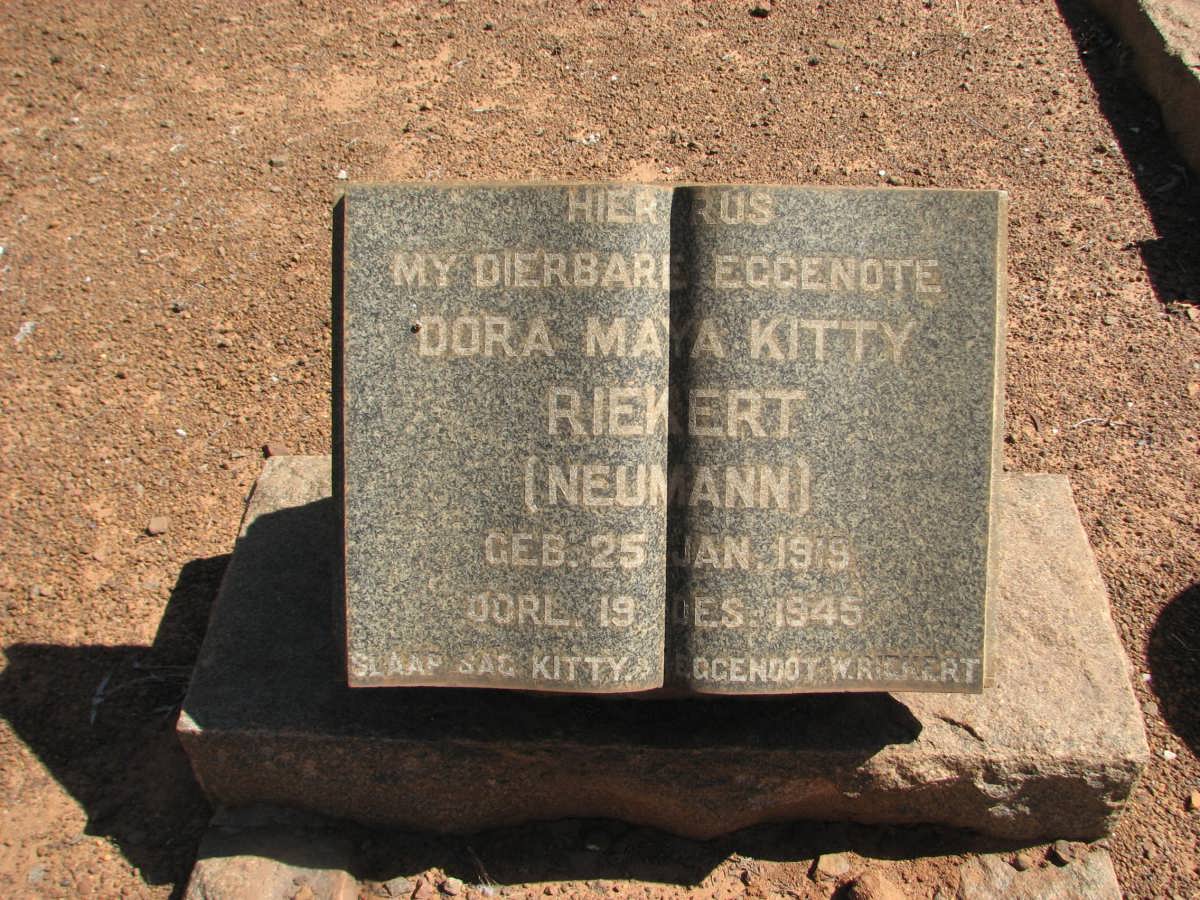 HIER RUS
MY DIERBARE EGGENOTE
DORA MAYA KITTY
RIEKERT
(NEUMANN)
GEB. 25 JAN. 1919
OORL. 19 DES. 1945
SLAAP SAG KITTY. EGGENOOT W.RIEKERT